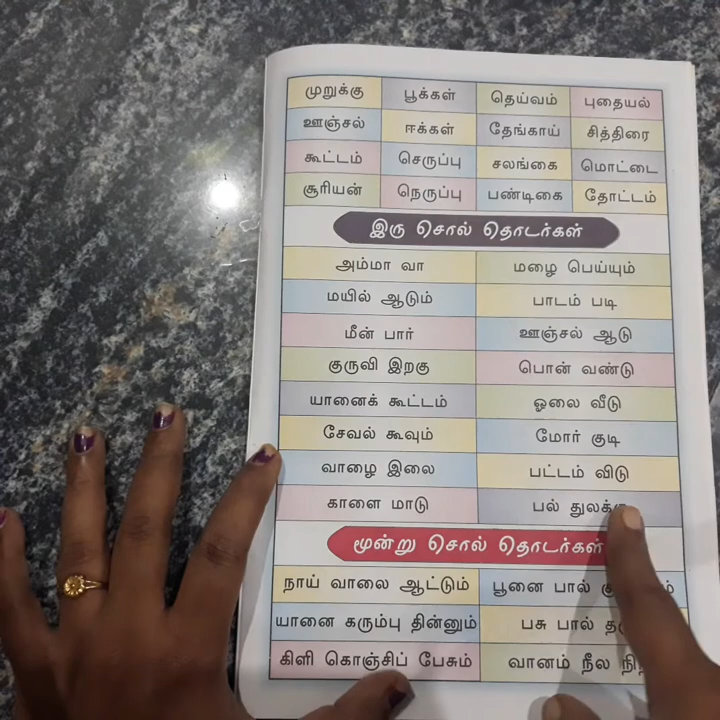 முறுக்கு பூக்கள் தெய்வம் புதையல்
ஊஞ்சல் ஈக்கள் தேங்காய் சித்திரை
கூட்டம் செருப்பு சலங்கை மொட்டை
சூரியன் நெருப்பு பண்டிகை தோட்டம்
இரு சொல் தொடர்கள்
அம்மா வா மழை பெய்யும்
மயில் ஆடும் பாடம் படி
மீன் பார் ஊஞ்சல் ஆடு
குருவி இறகு பொன் வண்டு
யானைக் கூட்டம் ஓலை வீடு
சேவல் கூவும் மோர் குடி
வாழை இலை பட்டம் விடு
காளை மாடு பல்
மூன்று சொல் தொடர்கள்
நாய் வாலை ஆட்டும் பூனை பால்
யானை கரும்பு தின்னும் பசு பால்
கிளி கொஞ்சிப் பேசும் வானம் நீல